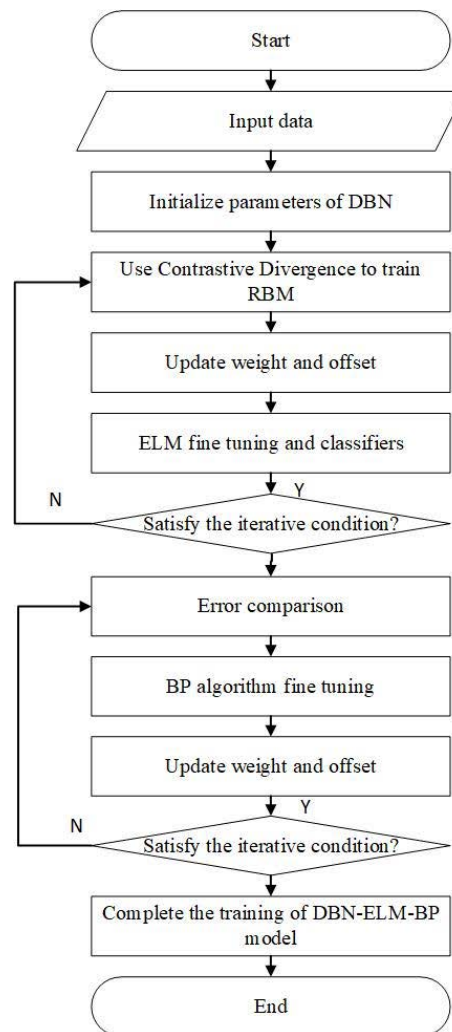 Start
Input data
Initialize parameters of DBN
Use Contrastive Divergence to train
RBM
Update weight and offset
ELM fine tuning and classifiers
N
Y
Satisfy the iterative condition?
Error comparison
BP algorithm fine tuning
Update weight and offset
N
Y
Satisfy the iterative condition?
Complete the training of DBN-ELM-BP
model
End